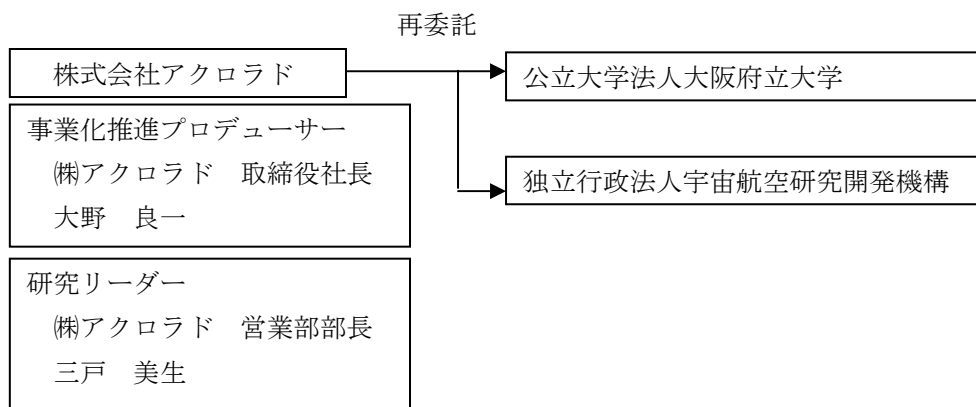 再委託
株式会社アクロラド
公立大学法人大阪府立大学
事業化推進プロデューサー
㈱アクロラド　取締役社長
大野　良一
独立行政法人宇宙航空研究開発機構
研究リーダー
㈱アクロラド　営業部部長
三戸　美生